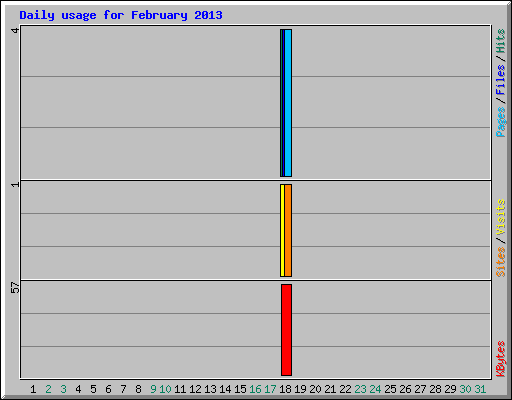 Daily usage for February 2013
4
1
57
Pages / Files / Hits
Sites / Visits
KBytes
1 2 3 4 5 6 7 8 9 10 11 12 13 14 15 16 17 18 19 20 21 22 23 24 25 26 27 28 29 30 31